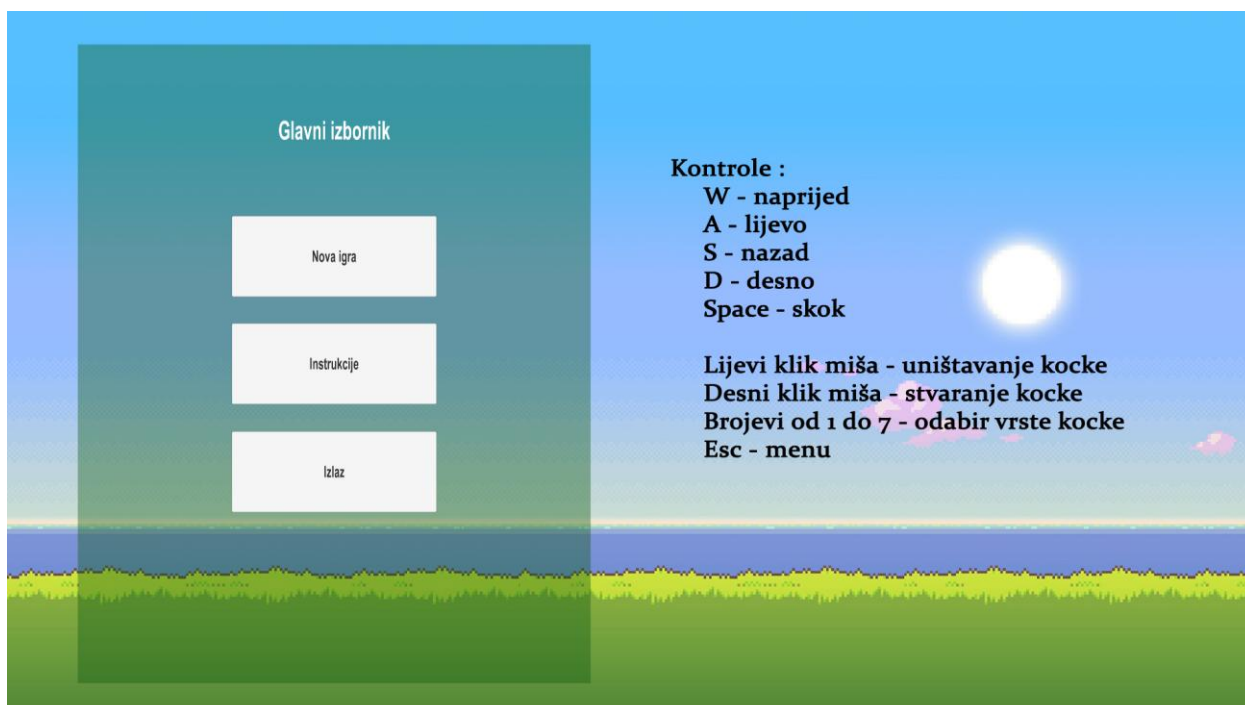 Glavni izbornik
Nova igra
Instrukcije
Izlaz
Kontrole :
W - naprijed
A - lijevo
S - nazad
D - desno
Space - skok
Lijevi klik miša - uništavanje kocke
Desni klik miša - stvaranje kocke
Brojevi od 1 do 7 - odabir vrste kocke
Esc - menu